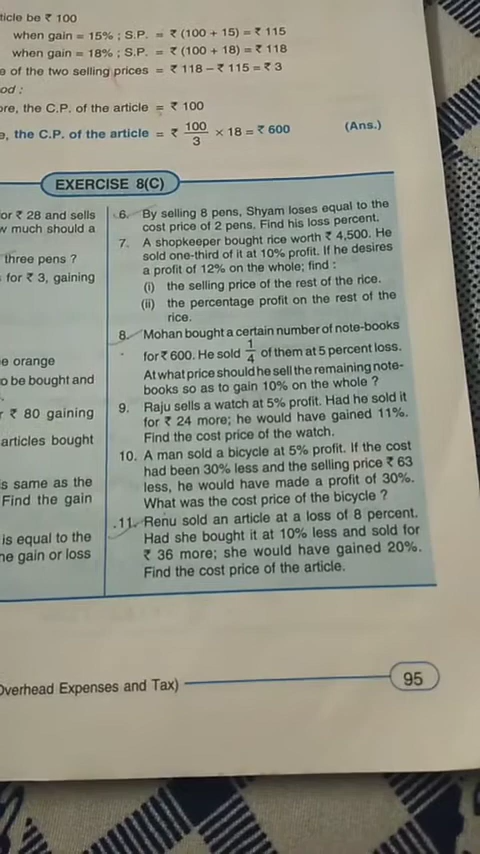 ticle be ₹ 100
when gain = 15% ; S.P. = ₹ (100 + 15) = ₹ 115
when gain = 18% ; S.P. = ₹ (100 + 18) = ₹ 118
e of the two selling prices = ₹ 118 – ₹ 115 = ₹ 3
od :
ore, the C.P. of the article = ₹ 100
e, the C.P. of the article = ₹ 100/3 × 18 = ₹ 600 (Ans.)
EXERCISE 8(C)
or ₹ 28 and sells
w much should a
three pens ?
for ₹ 3, gaining
e orange
o be bought and
r ₹ 80 gaining
articles bought
is same as the
Find the gain
is equal to the
he gain or loss
6. By selling 8 pens, Shyam loses equal to the
cost price of 2 pens. Find his loss percent.
7. A shopkeeper bought rice worth ₹ 4,500. He
sold one-third of it at 10% profit. If he desires
a profit of 12% on the whole; find :
(i) the selling price of the rest of the rice.
(ii) the percentage profit on the rest of the
rice.
8. Mohan bought a certain number of note-books
for ₹ 600. He sold 1/4 of them at 5 percent loss.
At what price should he sell the remaining note-
books so as to gain 10% on the whole ?
9. Raju sells a watch at 5% profit. Had he sold it
for ₹ 24 more; he would have gained 11%.
Find the cost price of the watch.
10. A man sold a bicycle at 5% profit. If the cost
had been 30% less and the selling price ₹ 63
less, he would have made a profit of 30%.
What was the cost price of the bicycle ?
11. Renu sold an article at a loss of 8 percent.
Had she bought it at 10% less and sold for
₹ 36 more; she would have gained 20%.
Find the cost price of the article.
Overhead Expenses and Tax)
95